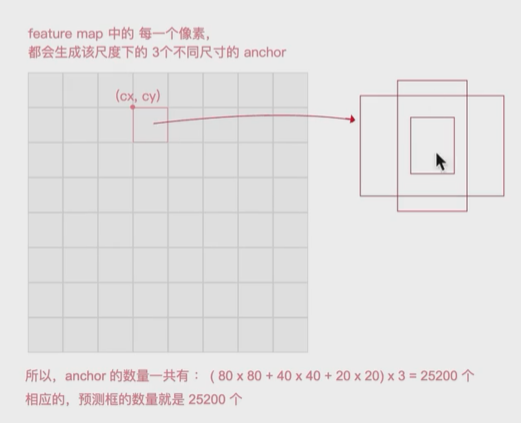 feature map 中的 每一个像素，
都会生成该尺度下的 3个不同尺寸的 anchor
(cx, cy)
所以，anchor 的数量一共有： ( 80 x 80 + 40 x 40 + 20 x 20) x 3 = 25200 个
相应的，预测框的数量就是 25200 个